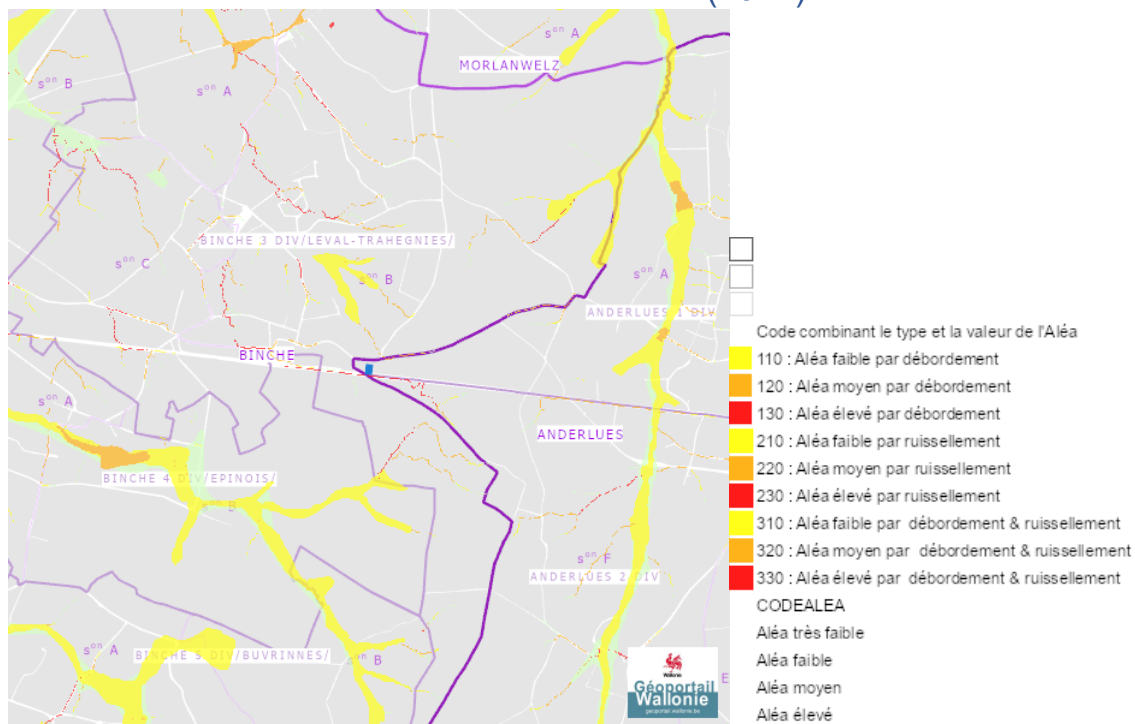 sᵒⁿ A
MORLANWELZ
sᵒⁿ B
sᵒⁿ A
BINCHE 3 DIV/LEVAL-TRAHEGNIES/
sᵒⁿ C
sᵒⁿ B
sᵒⁿ A
ANDERLUES 1 DIV
BINCHE
sᵒⁿ A
ANDERLUES
BINCHE 4 DIV/EPINOIS/
sᵒⁿ B
sᵒⁿ F
ANDERLUES 2 DIV
sᵒⁿ A
BINCHE 5 DIV/BUVRINNES/
sᵒⁿ B
E
Wallonie
Géoportail
Wallonie
geoportail.wallonie.be
Code combinant le type et la valeur de l'Aléa
110 : Aléa faible par débordement
120 : Aléa moyen par débordement
130 : Aléa élevé par débordement
210 : Aléa faible par ruissellement
220 : Aléa moyen par ruissellement
230 : Aléa élevé par ruissellement
310 : Aléa faible par débordement & ruissellement
320 : Aléa moyen par débordement & ruissellement
330 : Aléa élevé par débordement & ruissellement
CODEALEA
Aléa très faible
Aléa faible
Aléa moyen
Aléa élevé